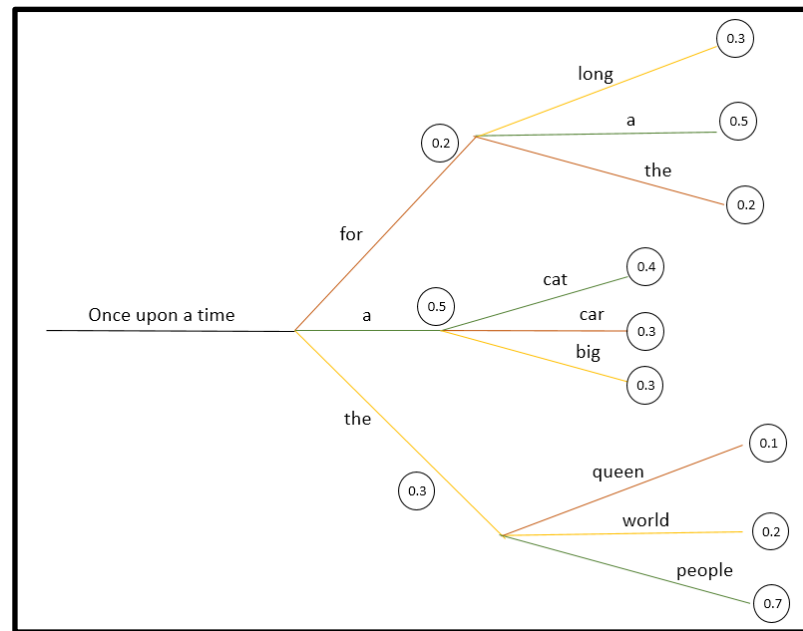 0.3
long
0.5
a
0.2
the
0.2
for
0.4
cat
0.5
Once upon a time
a
car
0.3
big
0.3
the
0.1
queen
0.3
world
0.2
people
0.7